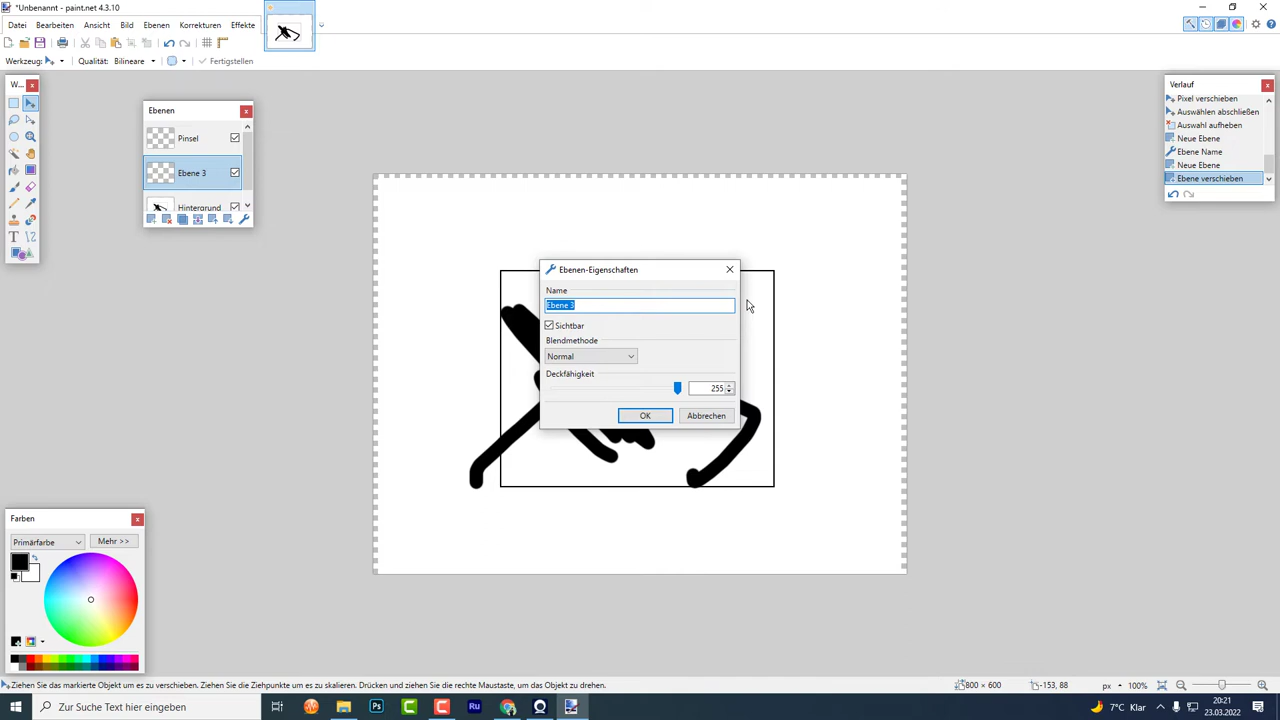 *Unbenannt - paint.net 4.3.10
Datei Bearbeiten Ansicht Bild Ebenen Korrekturen Effekte
Werkzeug: Qualität: Bilineare Fertigstellen
W...
Ebenen
Pinsel
Ebene 3
Hintergrund
Verlauf
Pixel verschieben
Auswählen abschließen
Auswahl aufheben
Neue Ebene
Ebene Name
Neue Ebene
Ebene verschieben
Ebenen-Eigenschaften
Name
Ebene 3
Sichtbar
Blendmethode
Normal
Deckfähigkeit
255
OK Abbrechen
Farben
Primärfarbe Mehr >>
Ziehen Sie das markierte Objekt um es zu verschieben. Ziehen Sie die Ziehpunkte um es zu skalieren. Drücken und ziehen Sie die rechte Maustaste, um das Objekt zu drehen. 800 x 600 -153, 88 px 100%
Zur Suche Text hier eingeben
Ps C C Ru
7°C Klar
20:21
23.03.2022